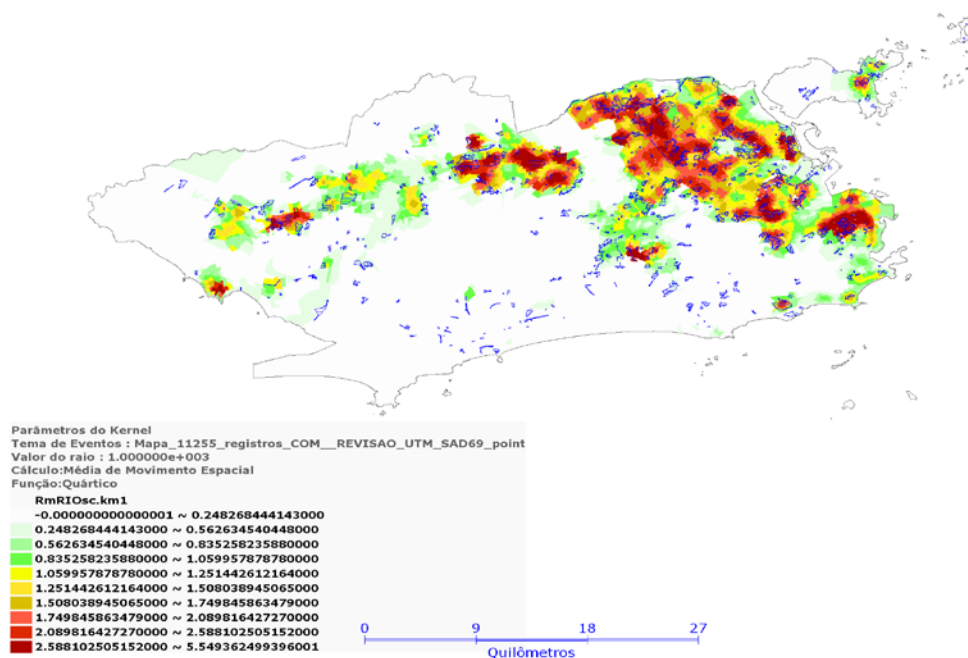 Parâmetros do Kernel
Tema de Eventos : Mapa_11255_registros_COM__REVISAO_UTM_SAD69_point
Valor do raio : 1.000000e+003
Cálculo:Média de Movimento Espacial
Função:Quártico
RmRIOsc.km1
-0.000000000000001 ~ 0.248268444143000
0.248268444143000 ~ 0.562634540448000
0.562634540448000 ~ 0.835258235880000
0.835258235880000 ~ 1.059957878780000
1.059957878780000 ~ 1.251442612164000
1.251442612164000 ~ 1.508038945065000
1.508038945065000 ~ 1.749845863479000
1.749845863479000 ~ 2.089816427270000
2.089816427270000 ~ 2.588102505152000
2.588102505152000 ~ 5.549362499396001
0 9 18 27
Quilômetros